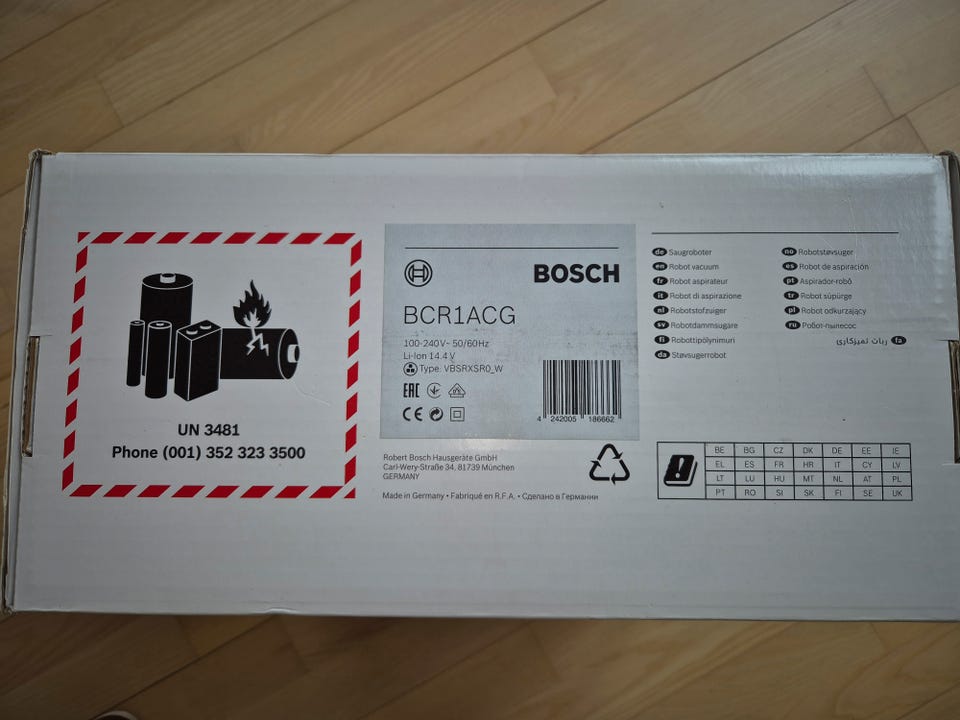 UN 3481
Phone (001) 352 323 3500
BOSCH
BCR1ACG
100-240V~ 50/60Hz
Li-Ion 14.4 V
Type: VBSRXSR0_W
EAC
CE
4 242005 186662
Robert Bosch Hausgeräte GmbH
Carl-Wery-Straße 34, 81739 München
GERMANY
Made in Germany • Fabriqué en R.F.A. • Сделано в Германии
de Saugroboter
en Robot vacuum
fr Robot aspirateur
it Robot di aspirazione
nl Robotstofzuiger
sv Robotdammsugare
fi Robottipölynimuri
da Støvsugerrobot
no Robotstøvsuger
es Robot de aspiración
pt Aspirador-robô
tr Robot süpürge
pl Robot odkurzający
ru Робот-пылесос
fa ربات تمیزکاری
BE BG CZ DK DE EE IE
EL ES FR HR IT CY LV
LT LU HU MT NL AT PL
PT RO SI SK FI SE UK